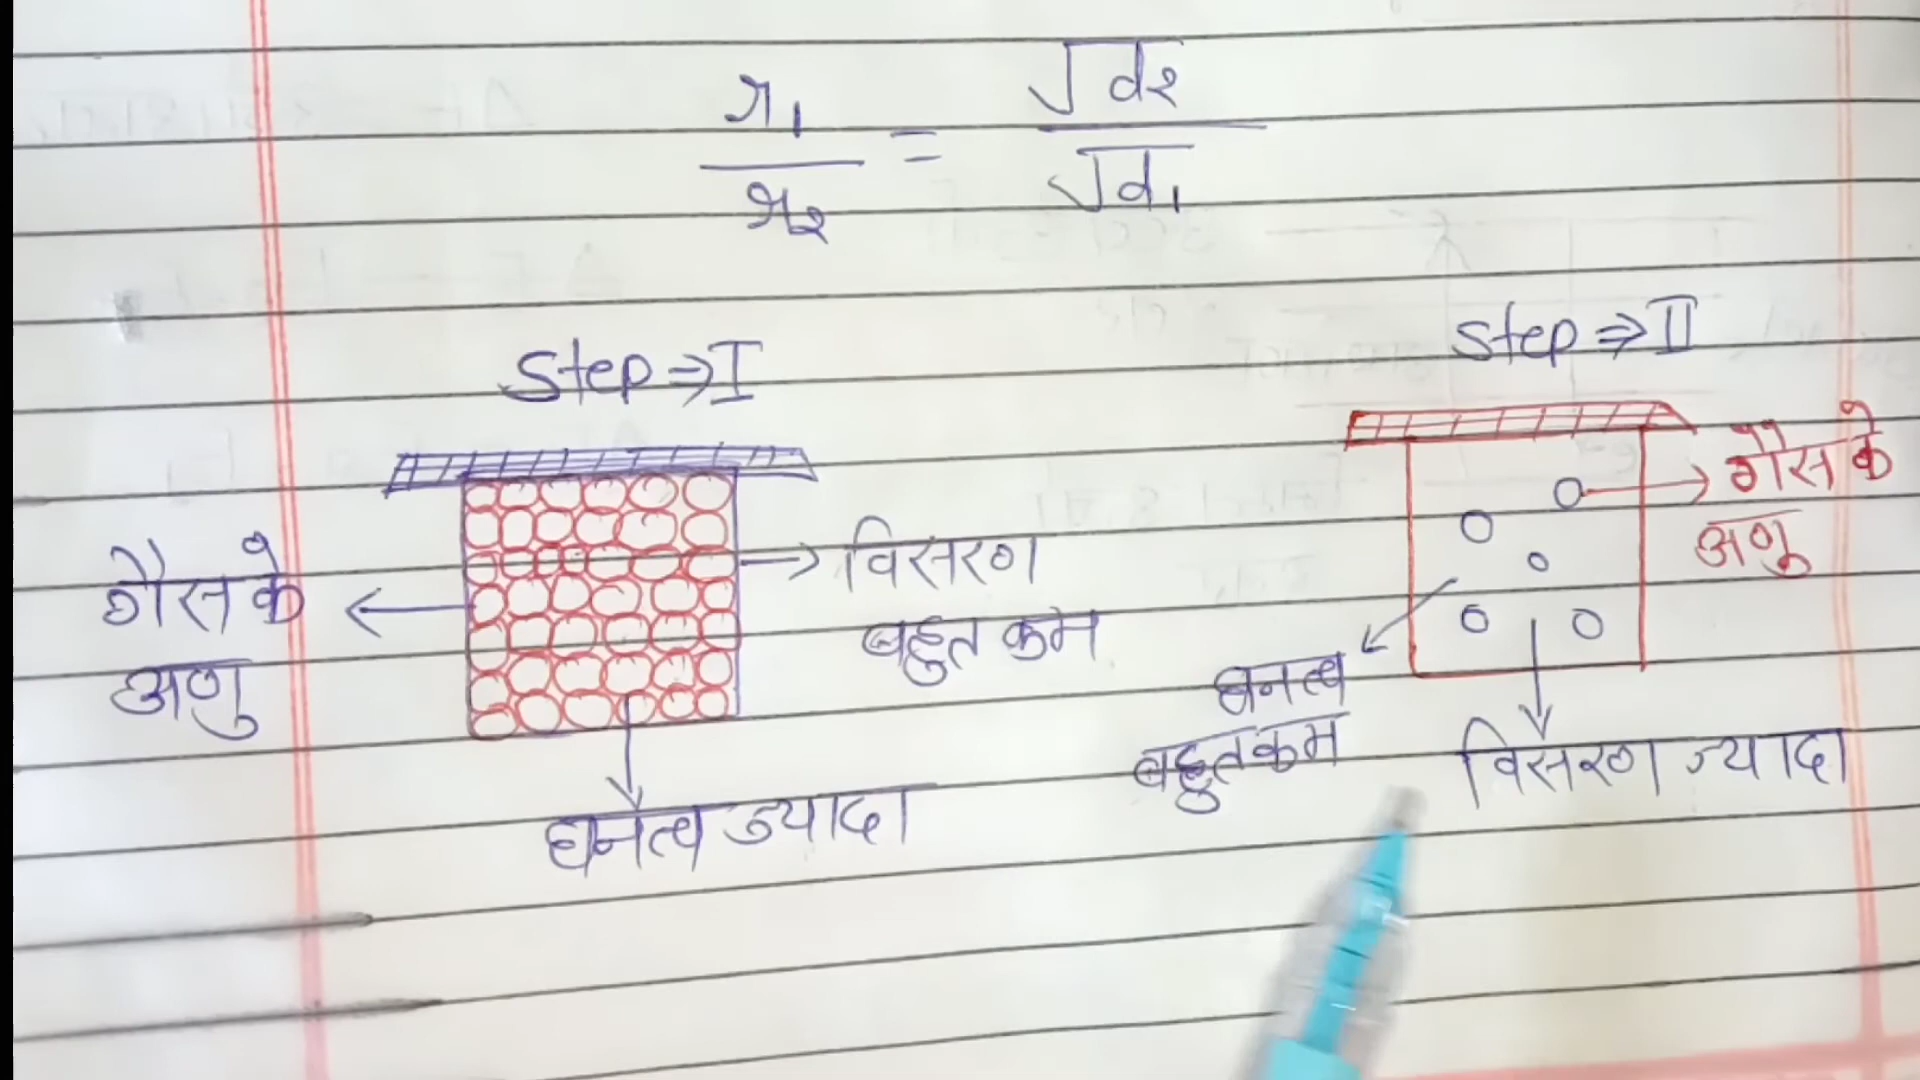 r₁/r₂ = √d₂/√d₁
Step ⇒ I
गैस के
अणु
विसरण
बहुत कम
घनत्व ज्यादा
Step ⇒ II
गैस के
अणु
घनत्व
बहुत कम
विसरण ज्यादा